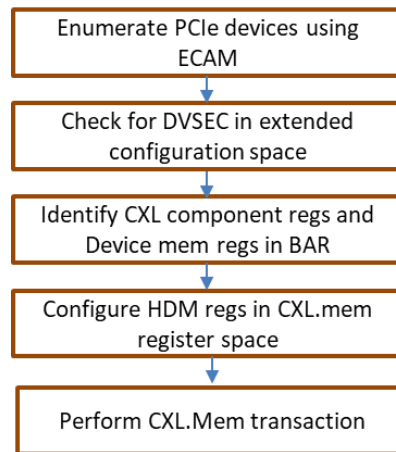 Enumerate PCIe devices using
ECAM
Check for DVSEC in extended
configuration space
Identify CXL component regs and
Device mem regs in BAR
Configure HDM regs in CXL.mem
register space
Perform CXL.Mem transaction